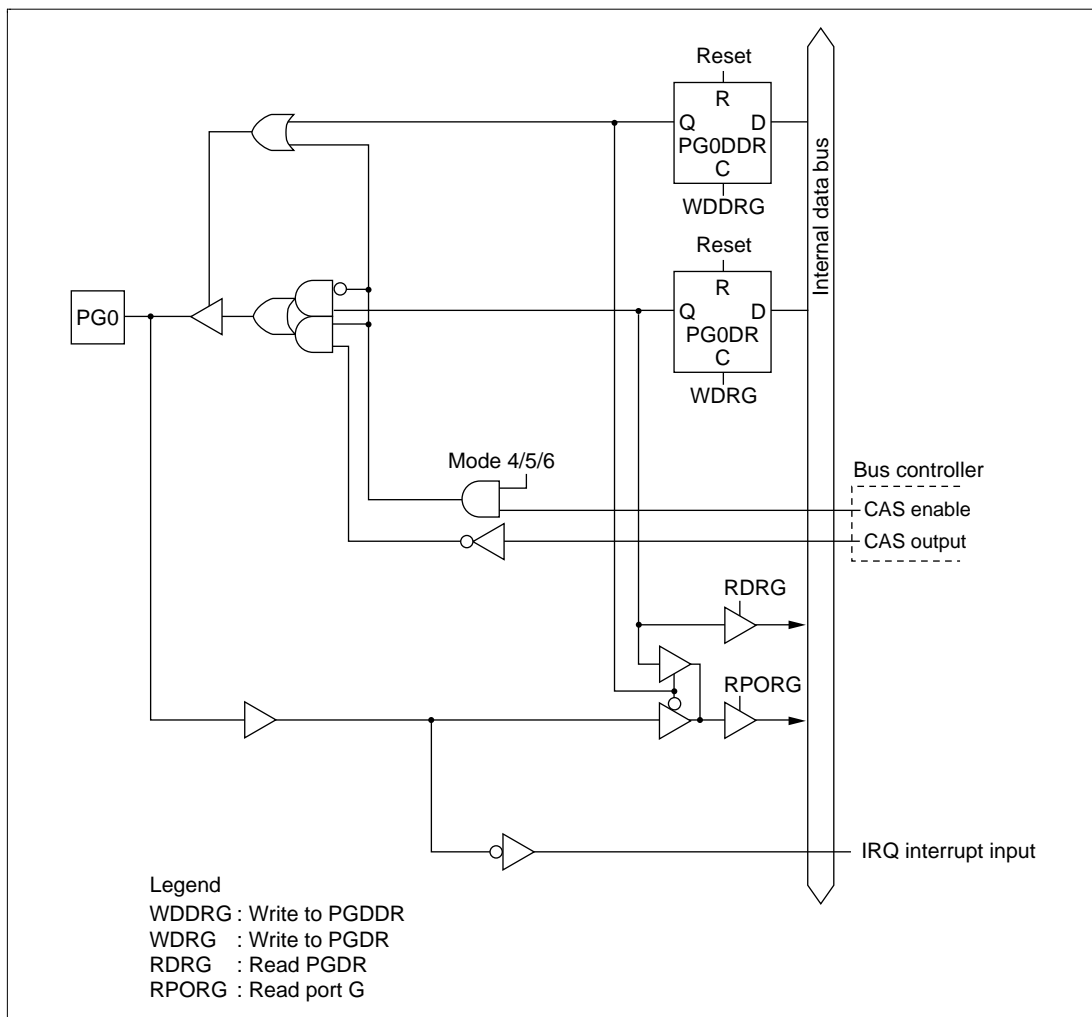 Reset
R
Q D
PG0DDR
C
WDDRG
Internal data bus
Reset
R
PG0
Q D
PG0DR
C
WDRG
Mode 4/5/6
Bus controller
CAS enable
CAS output
RDRG
RPORG
IRQ interrupt input
Legend
WDDRG : Write to PGDDR
WDRG : Write to PGDR
RDRG : Read PGDR
RPORG : Read port G